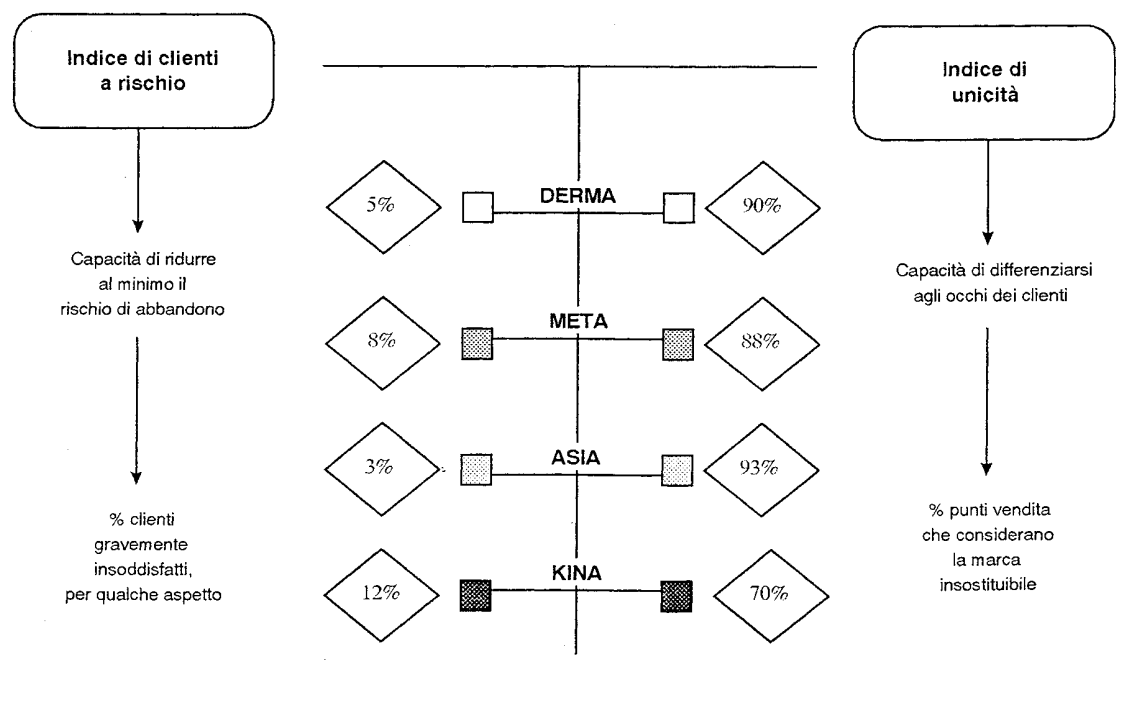 Indice di clienti
a rischio
Capacità di ridurre
al minimo il
rischio di abbandono
% clienti
gravemente
insoddisfatti,
per qualche aspetto
5%
DERMA
90%
8%
META
88%
3%
ASIA
93%
12%
KINA
70%
Indice di
unicità
Capacità di differenziarsi
agli occhi dei clienti
% punti vendita
che considerano
la marca
insostituibile